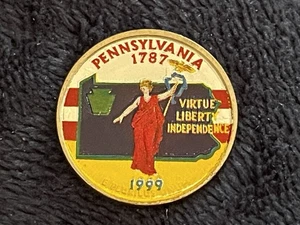 PENNSYLVANIA
1787
VIRTUE
LIBERTY
INDEPENDENCE
1999